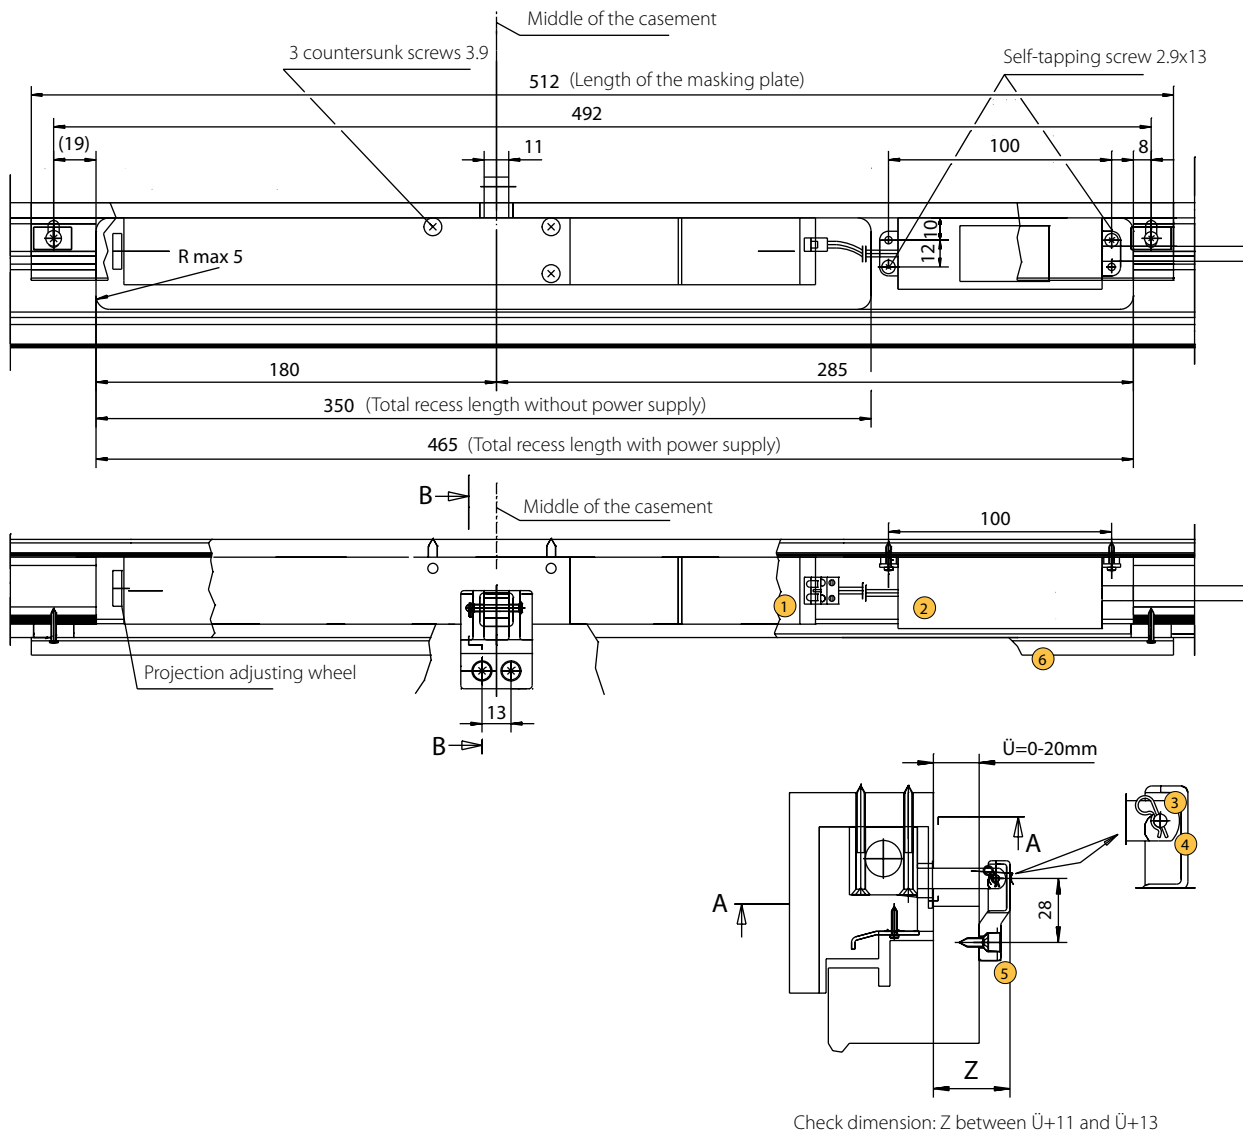 Middle of the casement
3 countersunk screws 3.9
Self-tapping screw 2.9x13
512 (Length of the masking plate)
492
(19)
11
100
8
10
12
R max 5
180
285
350 (Total recess length without power supply)
465 (Total recess length with power supply)
B
Middle of the casement
100
1
2
6
Projection adjusting wheel
13
B
Ü=0-20mm
3
4
A
A
28
5
Z
Check dimension: Z between Ü+11 and Ü+13